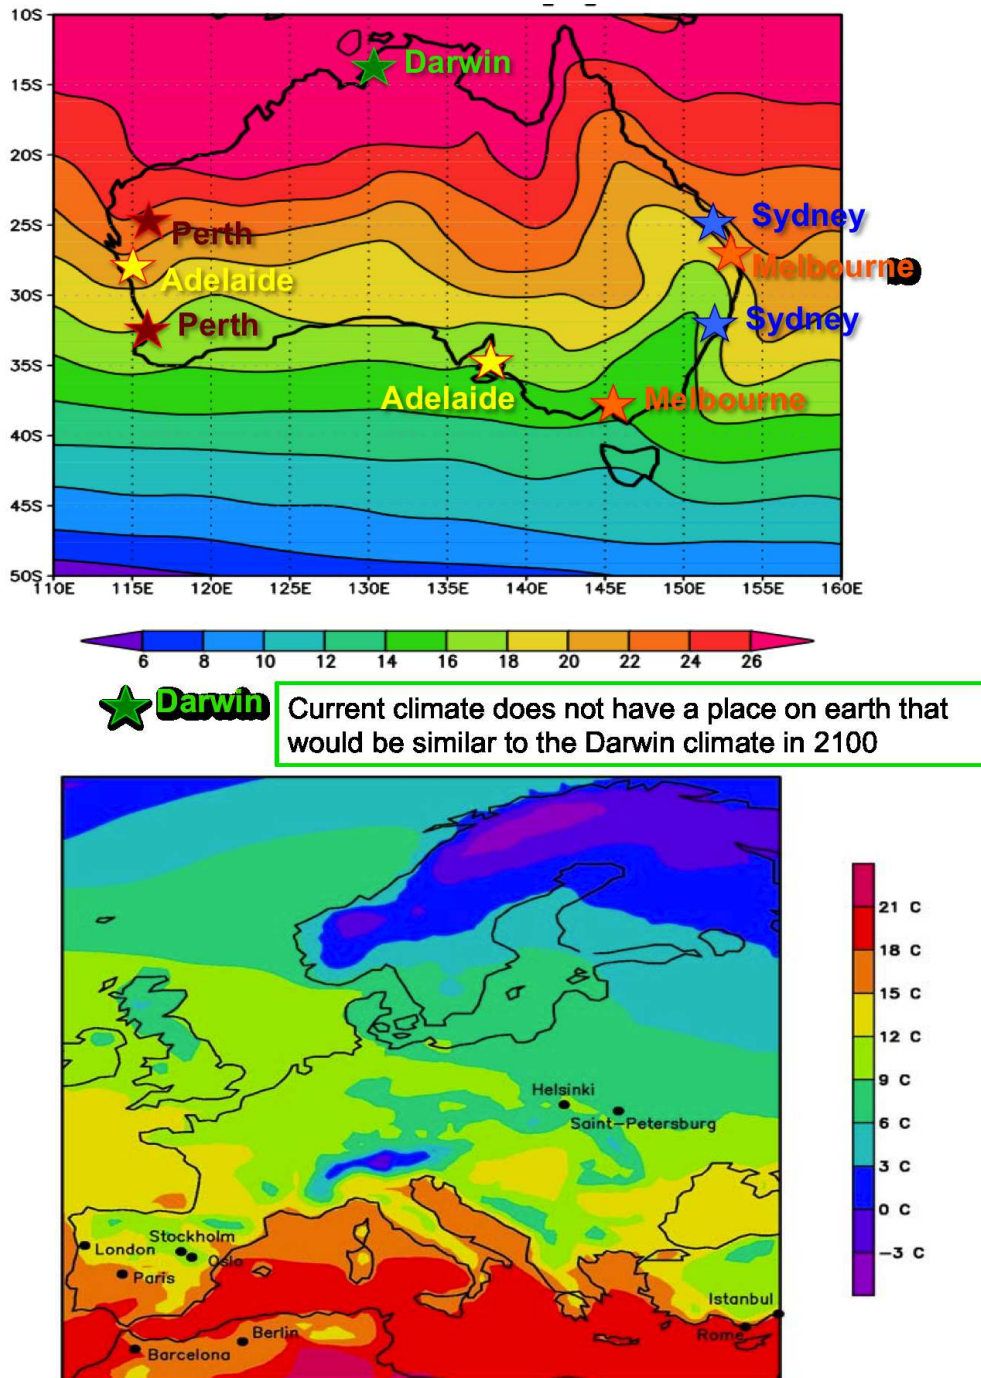 10S
Darwin
15S
20S
25S
Sydney
Perth
Melbourne
Adelaide
30S
Perth
Sydney
35S
Adelaide
Melbourne
40S
45S
50S
110E 115E 120E 125E 130E 135E 140E 145E 150E 155E 160E
6 8 10 12 14 16 18 20 22 24 26
Darwin
Current climate does not have a place on earth that
would be similar to the Darwin climate in 2100
21 C
18 C
15 C
12 C
9 C
6 C
3 C
0 C
−3 C
Helsinki
Saint−Petersburg
Stockholm
London
Oslo
Paris
Istanbul
Rome
Berlin
Barcelona